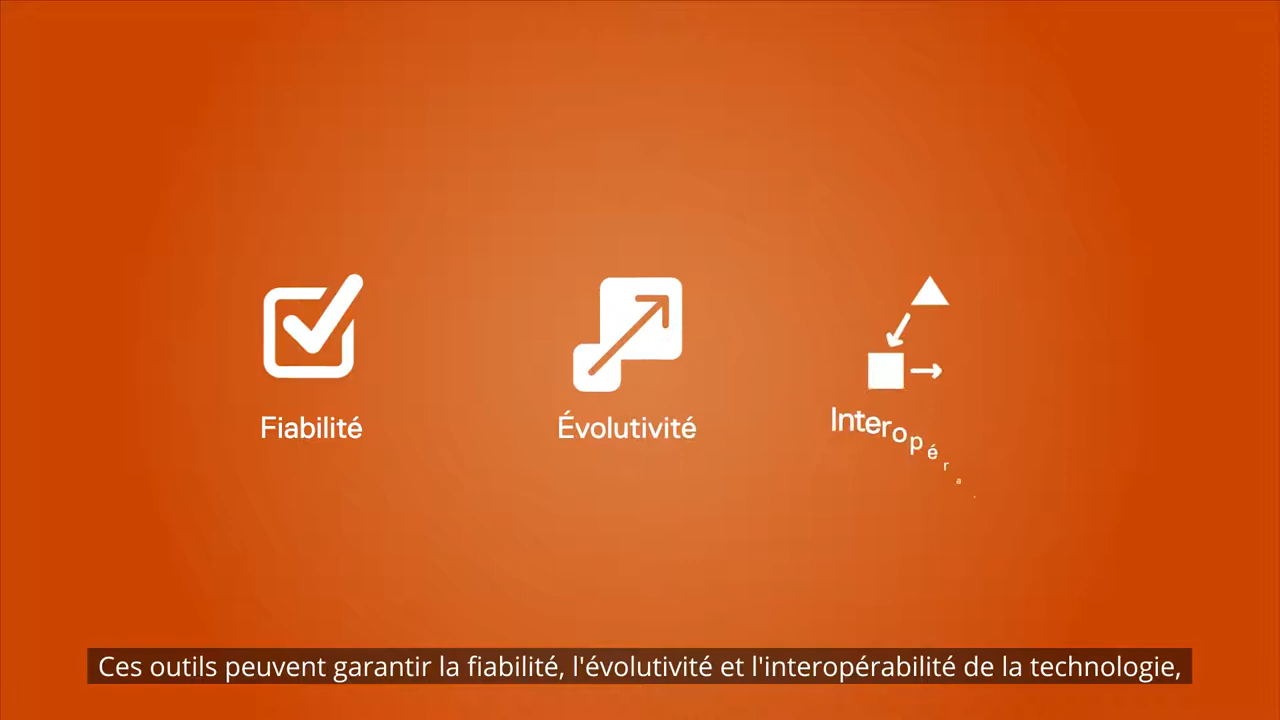 Fiabilité
Évolutivité
Interopéra
Ces outils peuvent garantir la fiabilité, l'évolutivité et l'interopérabilité de la technologie,